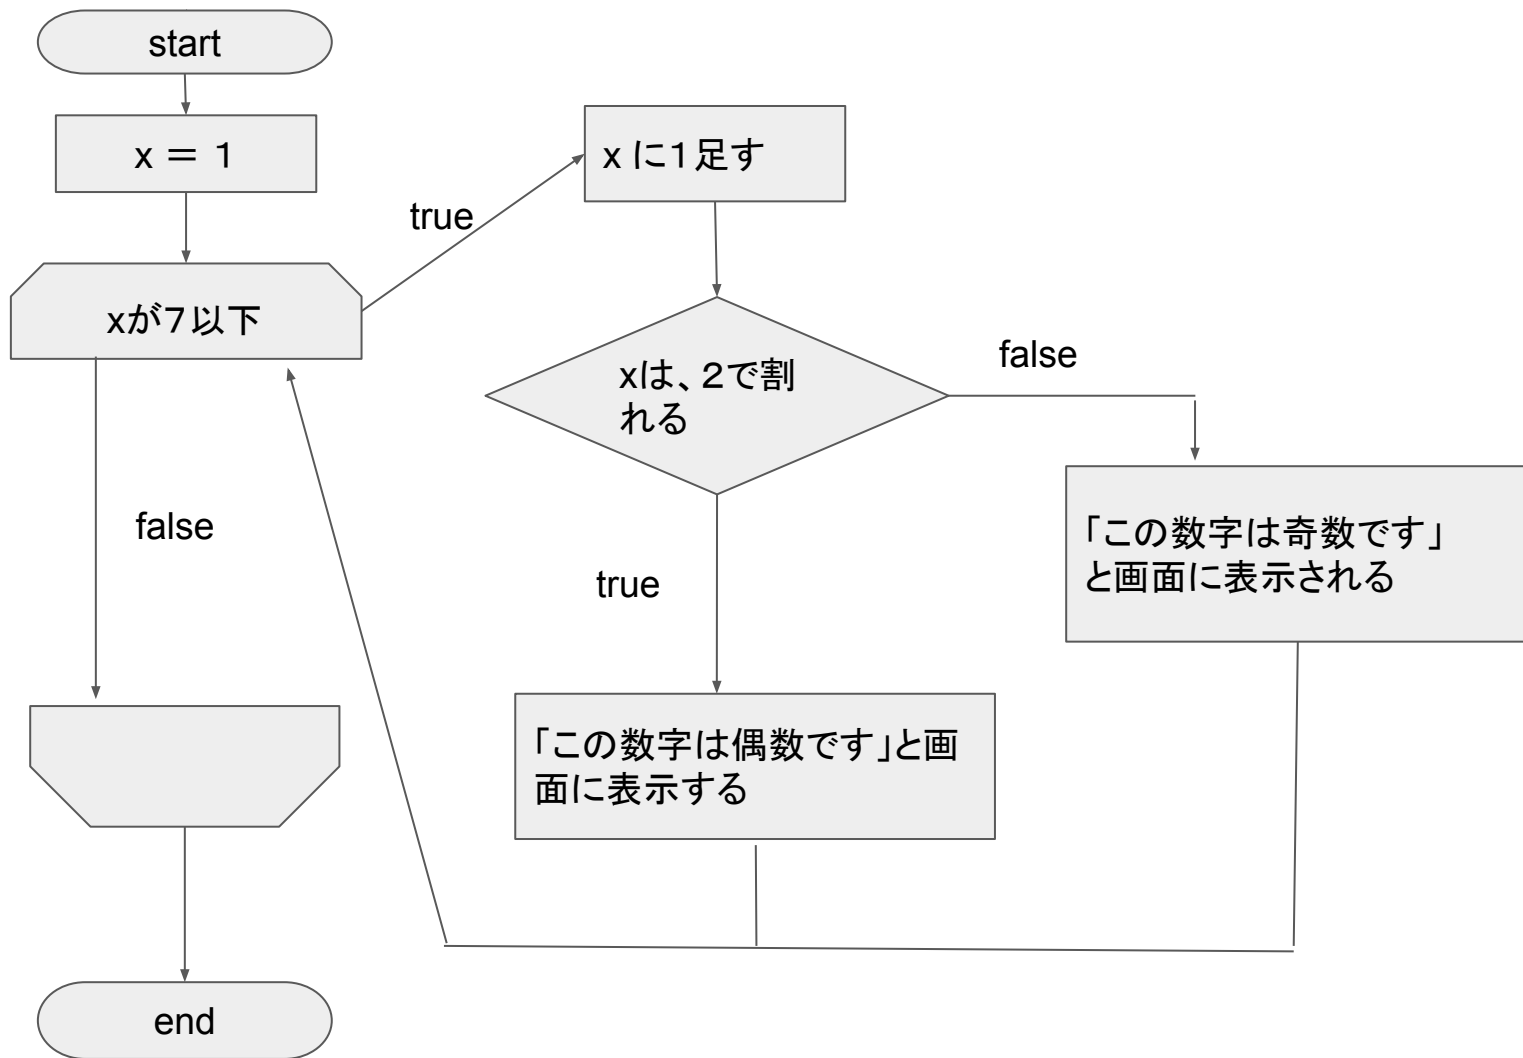 start
x ＝ 1
xが7以下
true
x に1足す
xは、2で割
れる
false
「この数字は奇数です」
と画面に表示される
true
「この数字は偶数です」と画
面に表示する
false
end